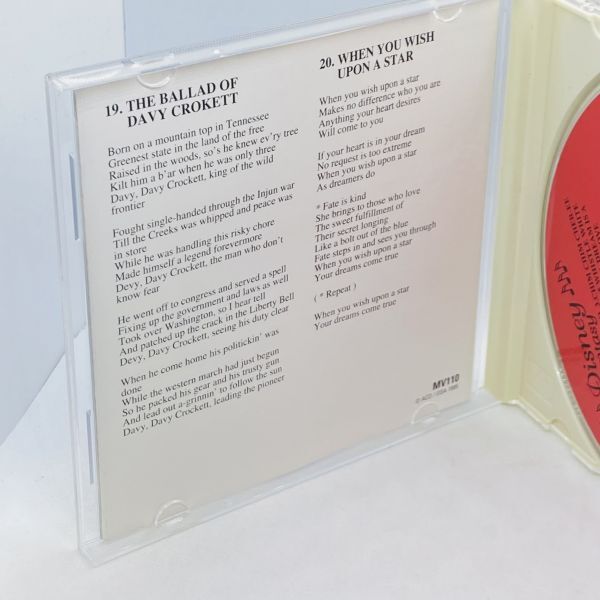 19. THE BALLAD OF
DAVY CROKETT
Born on a mountain top in Tennessee
Greenest state in the land of the free
Raised in the woods, so's he knew ev'ry tree
Kilt him a b'ar when he was only three
Davy, Davy Crockett, king of the wild
frontier
Fought single-handed through the Injun war
Till the Creeks was whipped and peace was
in store
While he was handling this risky chore
Made himself a legend forevermore
Devy, Davy Crockett, the man who don't
know fear
He went off to congress and served a spell
Fixing up the government and laws as well
Took over Washington, so I hear tell
And patched up the crack in the Liberty Bell
Devy, Davy Crockett, seeing his duty clear
When he come home his politickin' was
done
While the western march had just begun
So he packed his gear and his trusty gun
And lead out a-grinnin' to follow the sun
Davy, Davy Crockett, leading the pioneer
20. WHEN YOU WISH
UPON A STAR
When you wish upon a star
Makes no difference who you are
Anything your heart desires
Will come to you
If your heart is in your dream
No request is too extreme
When you wish upon a star
As dreamers do
* Fate is kind
She brings to those who love
The sweet fulfillment of
Their secret longing
Like a bolt out of the blue
Fate steps in and sees you through
When you wish upon a star
Your dreams come true
( * Repeat )
When you wish upon a star
Your dreams come true
MV110
Disney